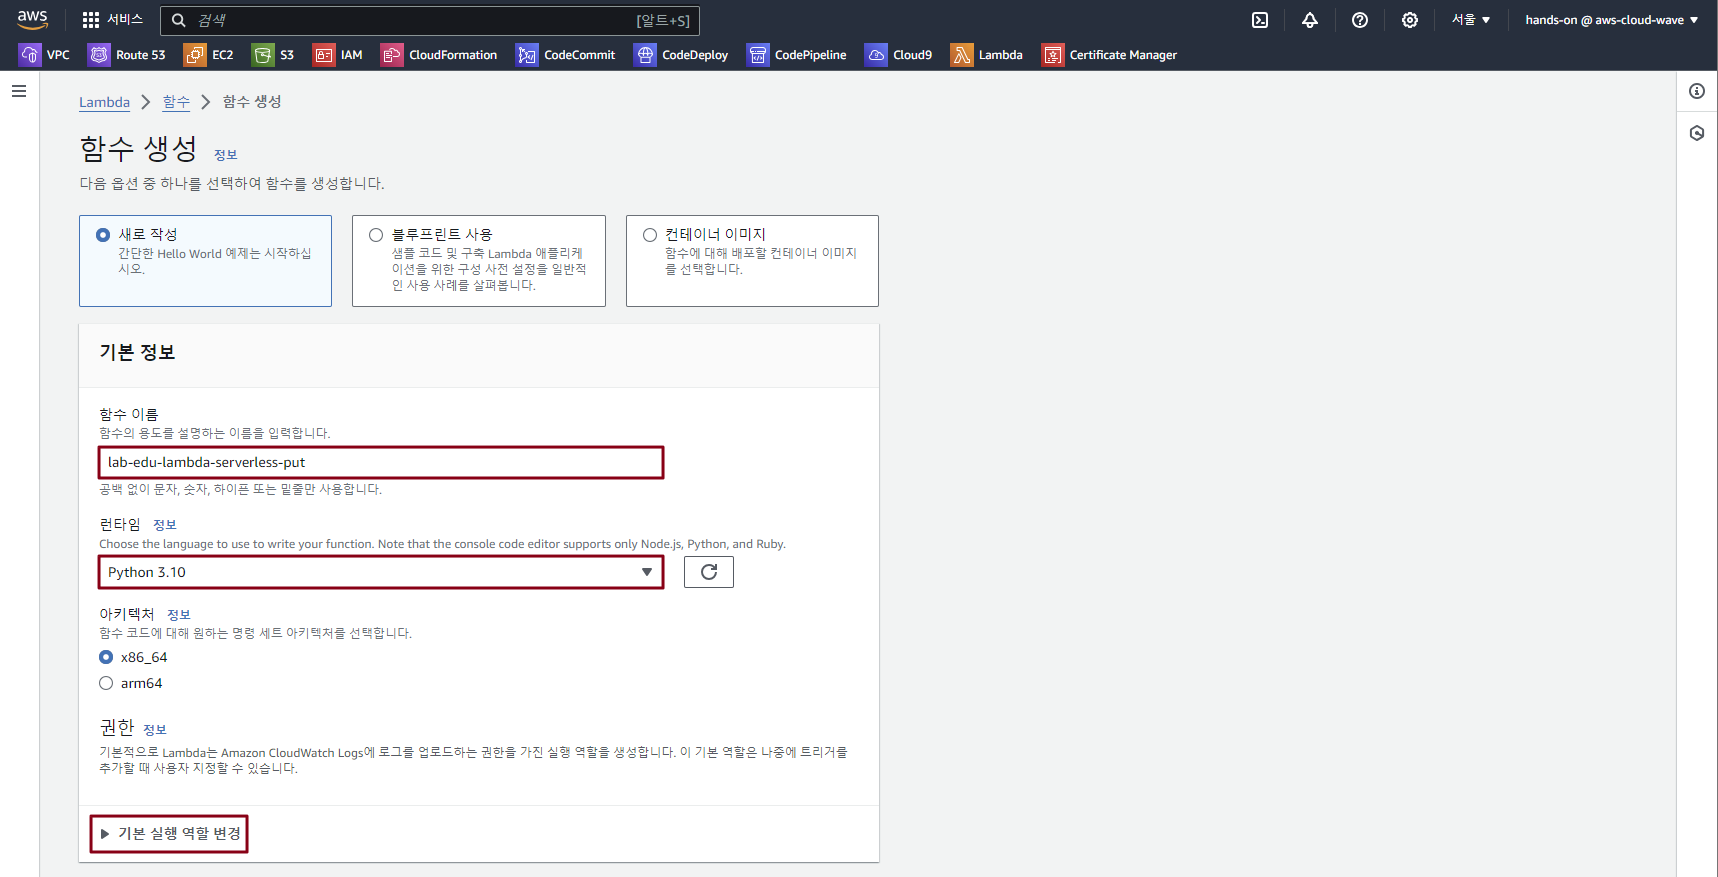 aws
서비스
검색
[알트+S]
서울
hands-on @ aws-cloud-wave
VPC
Route 53
EC2
S3
IAM
CloudFormation
CodeCommit
CodeDeploy
CodePipeline
Cloud9
Lambda
Certificate Manager
Lambda
함수
함수 생성
함수 생성
정보
다음 옵션 중 하나를 선택하여 함수를 생성합니다.
새로 작성
간단한 Hello World 예제는 시작하십
시오.
블루프린트 사용
샘플 코드 및 구축 Lambda 애플리케
이션을 위한 구성 사전 설정을 일반적
인 사용 사례를 살펴봅니다.
컨테이너 이미지
함수에 대해 배포할 컨테이너 이미지
를 선택합니다.
기본 정보
함수 이름
함수의 용도를 설명하는 이름을 입력합니다.
lab-edu-lambda-serverless-put
공백 없이 문자, 숫자, 하이픈 또는 밑줄만 사용합니다.
런타임 정보
Choose the language to use to write your function. Note that the console code editor supports only Node.js, Python, and Ruby.
Python 3.10
아키텍처 정보
함수 코드에 대해 원하는 명령 세트 아키텍처를 선택합니다.
x86_64
arm64
권한 정보
기본적으로 Lambda는 Amazon CloudWatch Logs에 로그를 업로드하는 권한을 가진 실행 역할을 생성합니다. 이 기본 역할은 나중에 트리거를
추가할 때 사용자 지정할 수 있습니다.
기본 실행 역할 변경